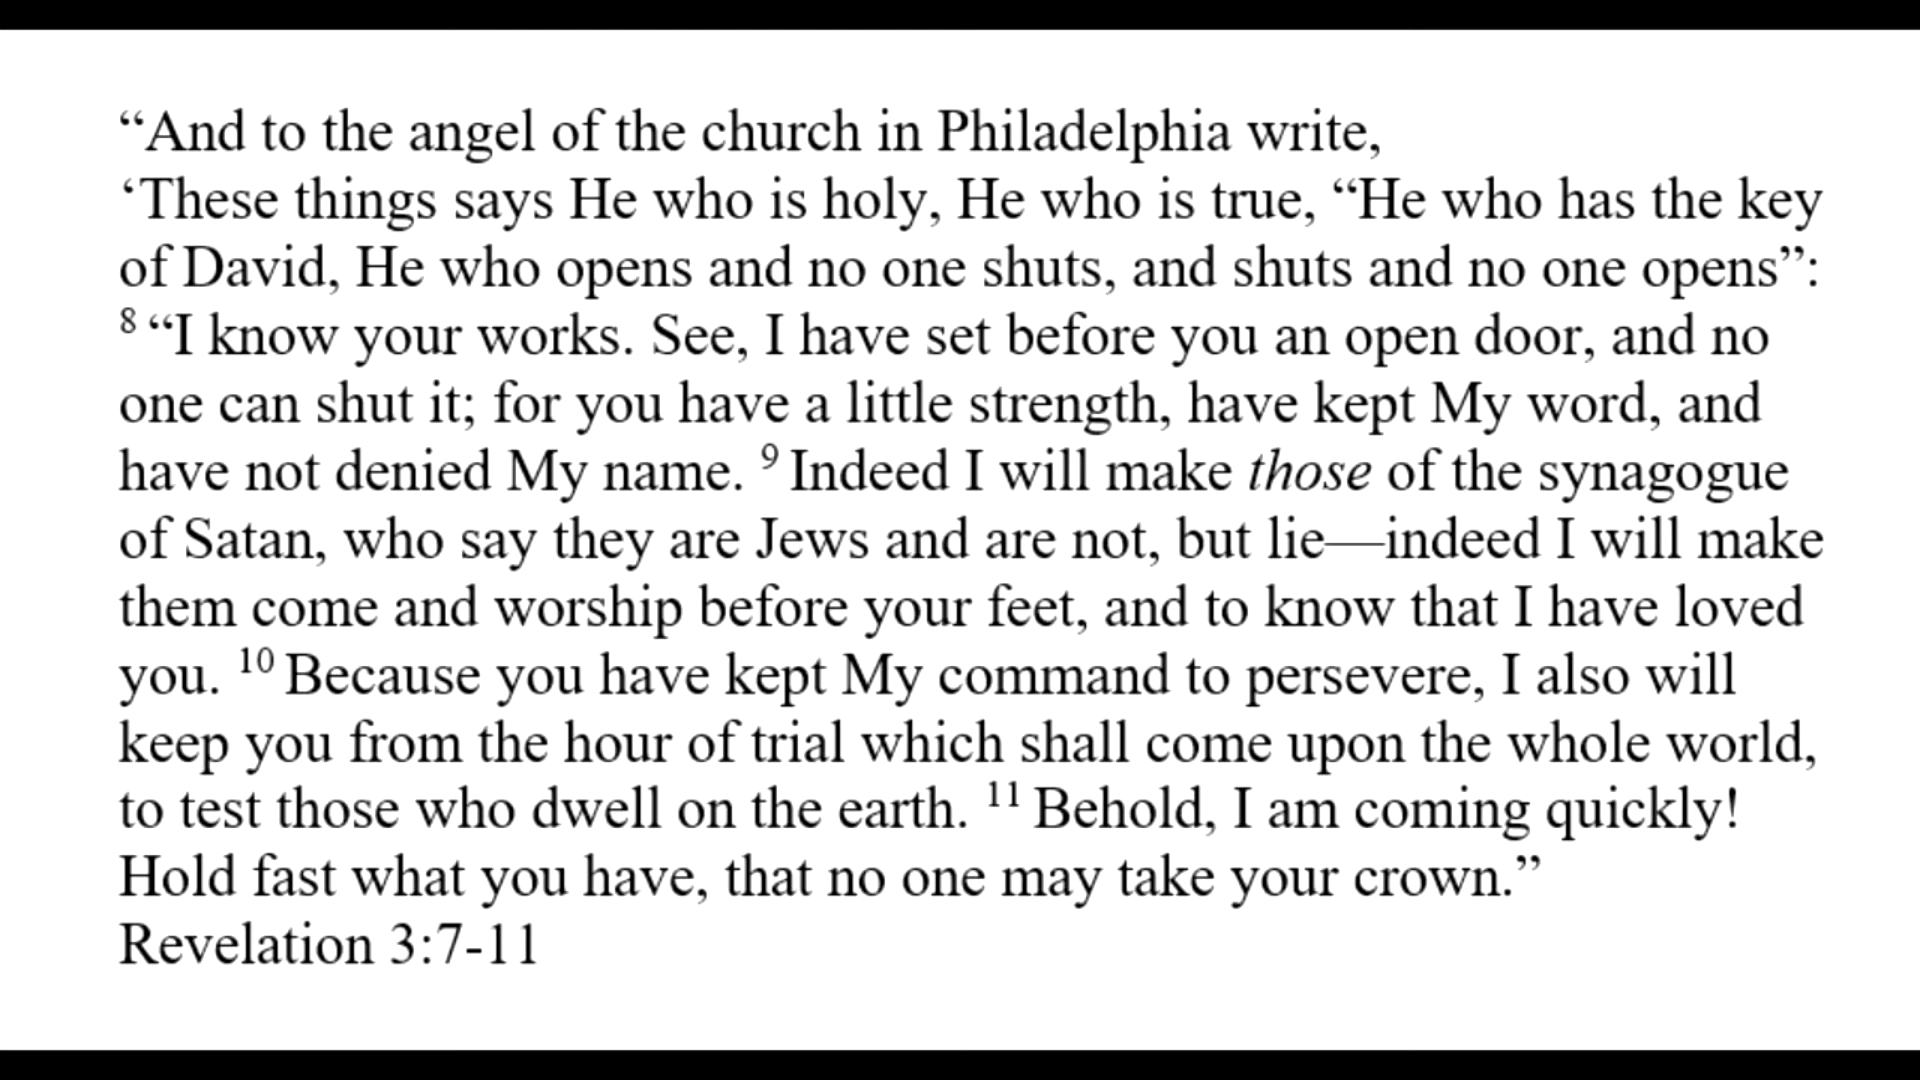 “And to the angel of the church in Philadelphia write,
‘These things says He who is holy, He who is true, “He who has the key
of David, He who opens and no one shuts, and shuts and no one opens”:
8 “I know your works. See, I have set before you an open door, and no
one can shut it; for you have a little strength, have kept My word, and
have not denied My name. 9 Indeed I will make those of the synagogue
of Satan, who say they are Jews and are not, but lie—indeed I will make
them come and worship before your feet, and to know that I have loved
you. 10 Because you have kept My command to persevere, I also will
keep you from the hour of trial which shall come upon the whole world,
to test those who dwell on the earth. 11 Behold, I am coming quickly!
Hold fast what you have, that no one may take your crown.”
Revelation 3:7-11